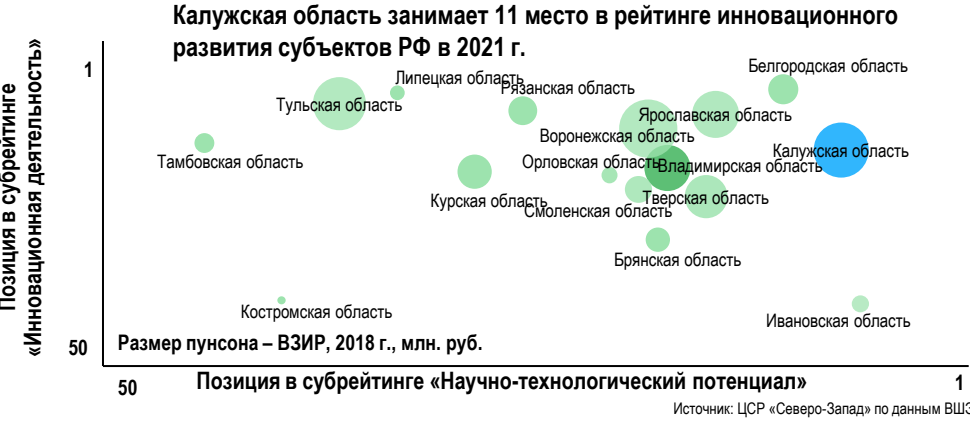 Калужская область занимает 11 место в рейтинге инновационного
развития субъектов РФ в 2021 г.
Позиция в субрейтинге
«Инновационная деятельность»
1
Белгородская область
Липецкая область
Рязанская область
Тульская область
Ярославская область
Воронежская область
Калужская область
Тамбовская область
Орловская область
Владимирская область
Курская область
Тверская область
Смоленская область
Брянская область
Костромская область
Ивановская область
50
Размер пунсона – ВЗИР, 2018 г., млн. руб.
50
Позиция в субрейтинге «Научно-технологический потенциал»
1
Источник: ЦСР «Северо-Запад» по данным ВШЭ